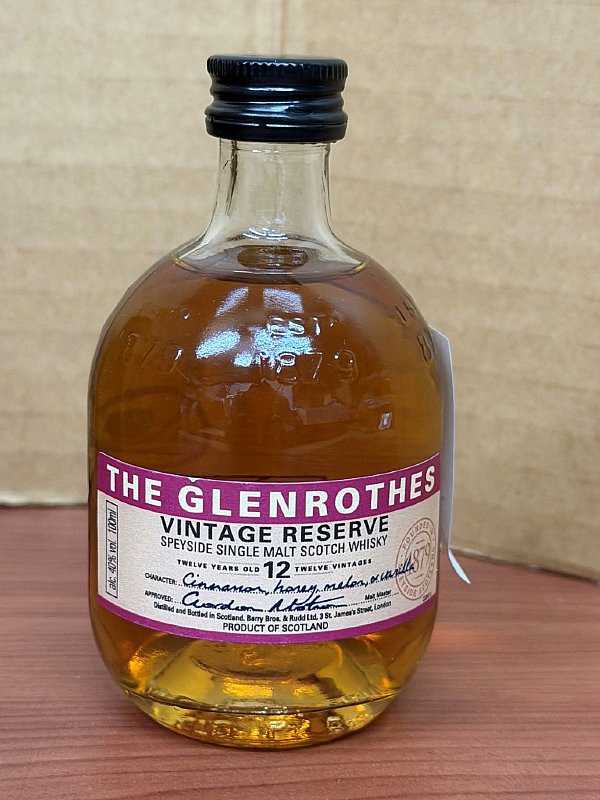 EST
1879
THE GLENROTHES
alc. 40% vol. 100ml
VINTAGE RESERVE
SPEYSIDE SINGLE MALT SCOTCH WHISKY
TWELVE YEARS OLD 12 TWELVE VINTAGES
CHARACTER: Cinnamon, honey, melon, & vanilla
APPROVED: Malt Master
Distilled and Bottled in Scotland. Berry Bros. & Rudd Ltd, 3 St. James's Street, London
PRODUCT OF SCOTLAND
FOUNDED
1879